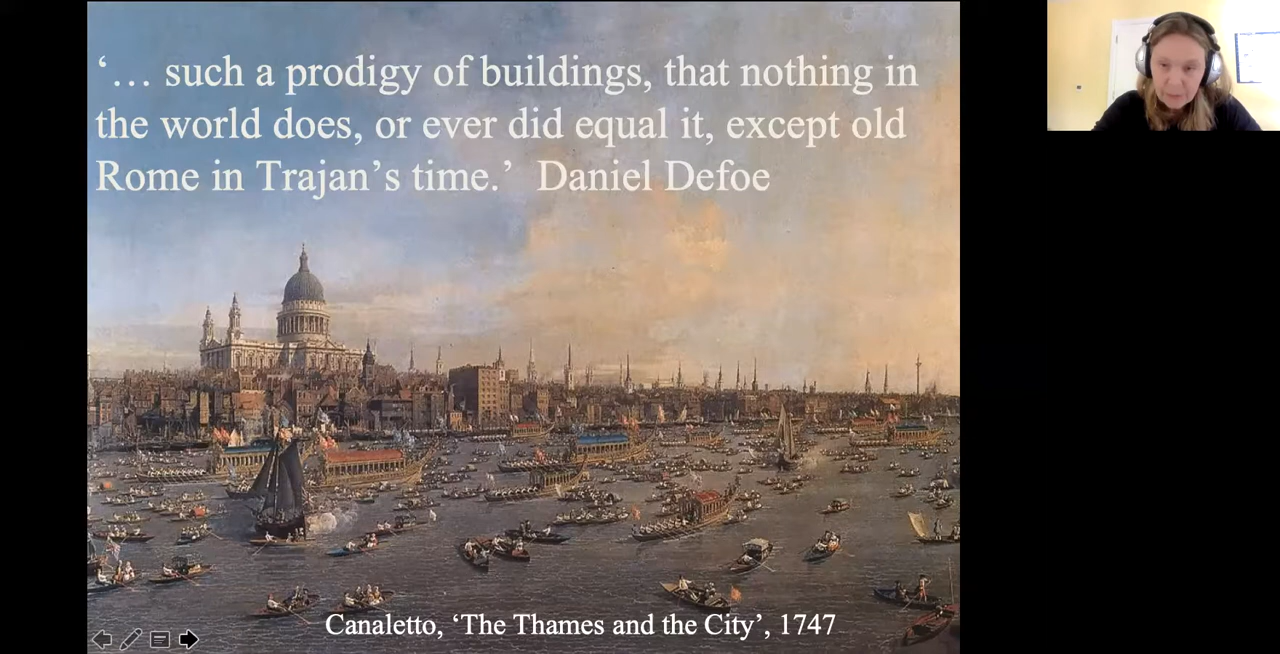 ‘… such a prodigy of buildings, that nothing in
the world does, or ever did equal it, except old
Rome in Trajan’s time.’ Daniel Defoe
Canaletto, ‘The Thames and the City’, 1747